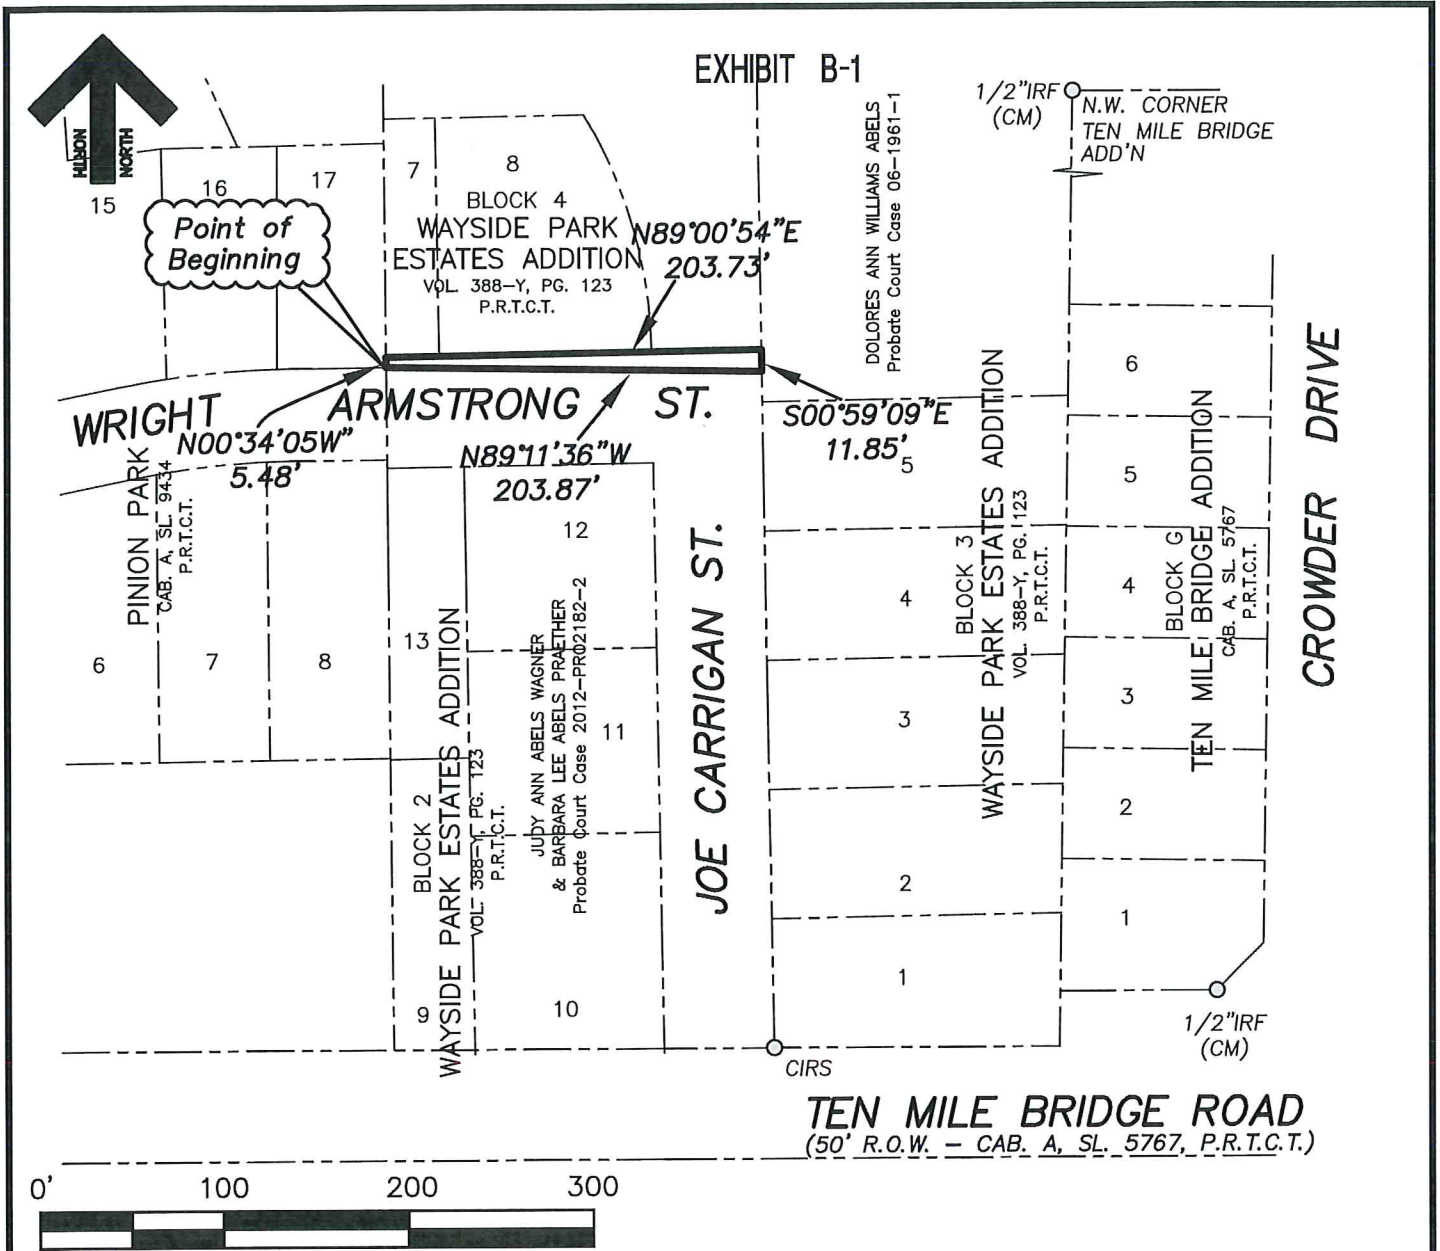 EXHIBIT B-1
NORTH
NORTH
1/2"IRF
(CM)
N.W. CORNER
TEN MILE BRIDGE
ADD'N
DOLORES ANN WILLIAMS ABELS
Probate Court Case 06-1961-1
15
16
17
7
8
BLOCK 4
WAYSIDE PARK
ESTATES ADDITION
VOL. 388-Y, PG. 123
P.R.T.C.T.
Point of
Beginning
N89°00'54"E
203.73'
WRIGHT ARMSTRONG ST.
N00°34'05W"
5.48'
N89°11'36"W
203.87'
S00°59'09"E
11.85'
PINION PARK
CAB. A, SL. 9434
P.R.T.C.T.
6
7
8
13
12
11
10
9
BLOCK 2
WAYSIDE PARK ESTATES ADDITION
VOL. 388-Y, PG. 123
P.R.T.C.T.
JUDY ANN ABELS WAGNER
& BARBARA LEE ABELS PRAETHER
Probate Court Case 2012-PR02182-2
JOE CARRIGAN ST.
5
4
3
2
1
BLOCK 3
WAYSIDE PARK ESTATES ADDITION
VOL. 388-Y, PG. 123
P.R.T.C.T.
6
5
4
3
2
1
BLOCK G
TEN MILE BRIDGE ADDITION
CAB. A, SL. 5767
P.R.T.C.T.
CROWDER DRIVE
1/2"IRF
(CM)
CIRS
TEN MILE BRIDGE ROAD
(50' R.O.W. - CAB. A, SL. 5767, P.R.T.C.T.)
0' 100 200 300